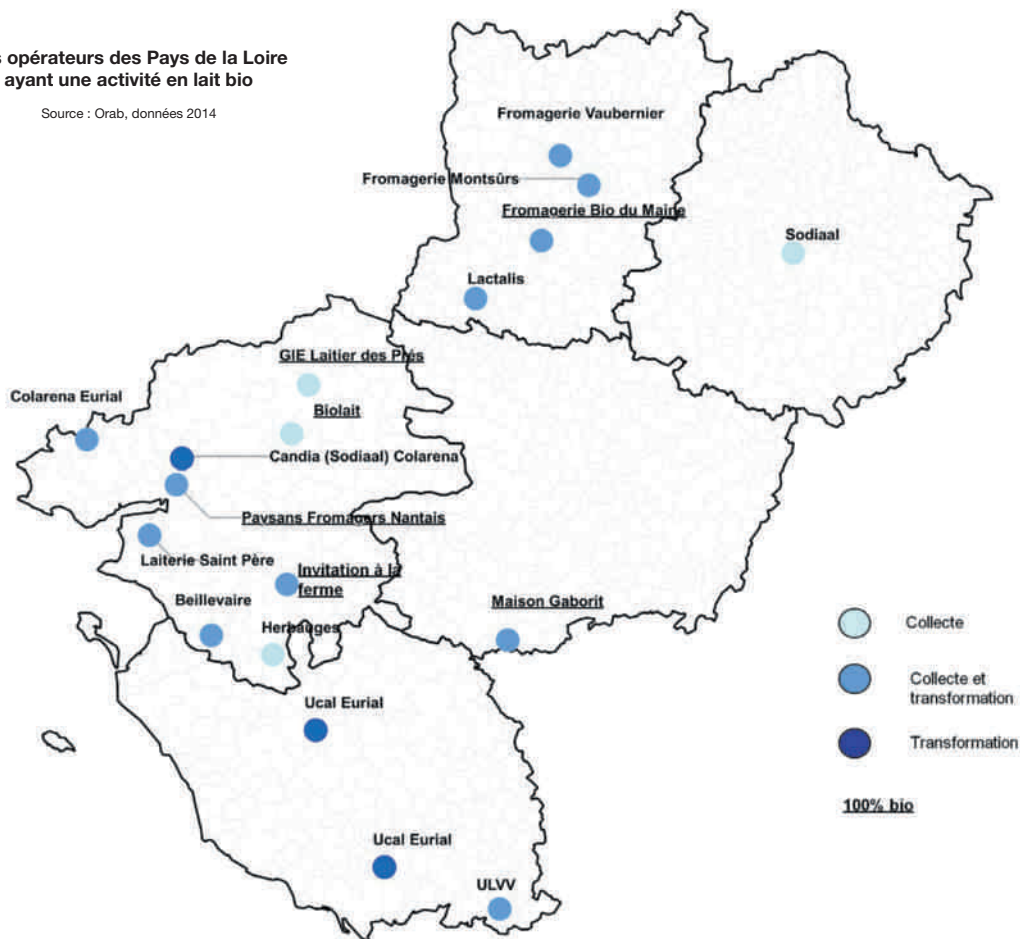 s opérateurs des Pays de la Loire
ayant une activité en lait bio
Source : Orab, données 2014
Fromagerie Vaubernier
Fromagerie Montsûrs
Fromagerie Bio du Maine
Sodiaal
Lactalis
GIE Laitier des Prés
Colarena Eurial
Biolait
Candia (Sodiaal) Colarena
Paysans Fromagers Nantais
Laiterie Saint Père
Invitation à la
ferme
Beillevaire
Maison Gaborit
Herbauges
Ucal Eurial
Ucal Eurial
ULVV
Collecte
Collecte et
transformation
Transformation
100% bio